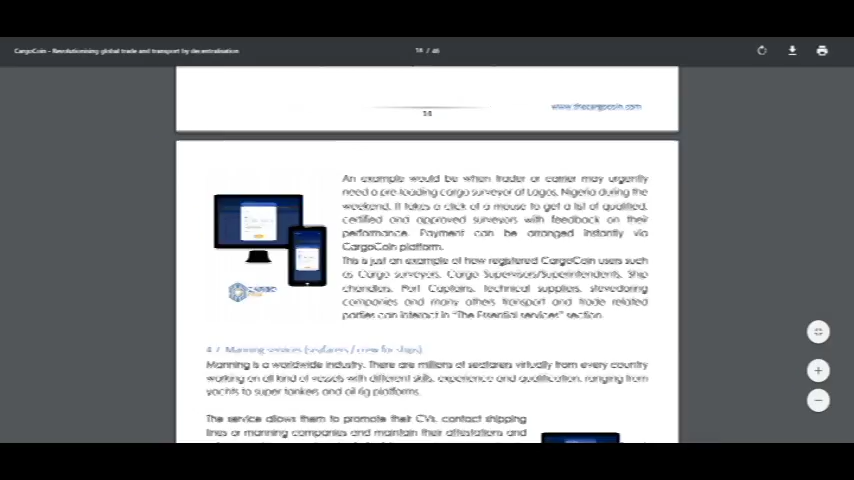 CargoCoin - Revolutionising global trade and transport by decentralisation
18 / 46
www.thecargocoin.com
An example would be when trader or carrier may urgently
need a pre-loading cargo surveyor at Lagos, Nigeria during the
weekend. It takes a click of a mouse to get a list of qualified,
certified and approved surveyors with feedback on their
performance. Payment can be arranged instantly via
CargoCoin platform.
This is just an example of how registered CargoCoin users such
as Cargo surveyors, Cargo Supervisors/Superintendents, Ship
chandlers, Port Captains, technical suppliers, stevedoring
companies and many others transport and trade related
parties can interact in "The Essential services" section.
CARGO
4.7 Manning services (seafarers / crew for ships)
Manning is a worldwide industry. There are millions of seafarers virtually from every country
working on all kind of vessels with different skills, experience and qualification, ranging from
yachts to super tankers and oil rig platforms.
The service allows them to promote their CVs, contact shipping
lines or manning companies and maintain their attestations and